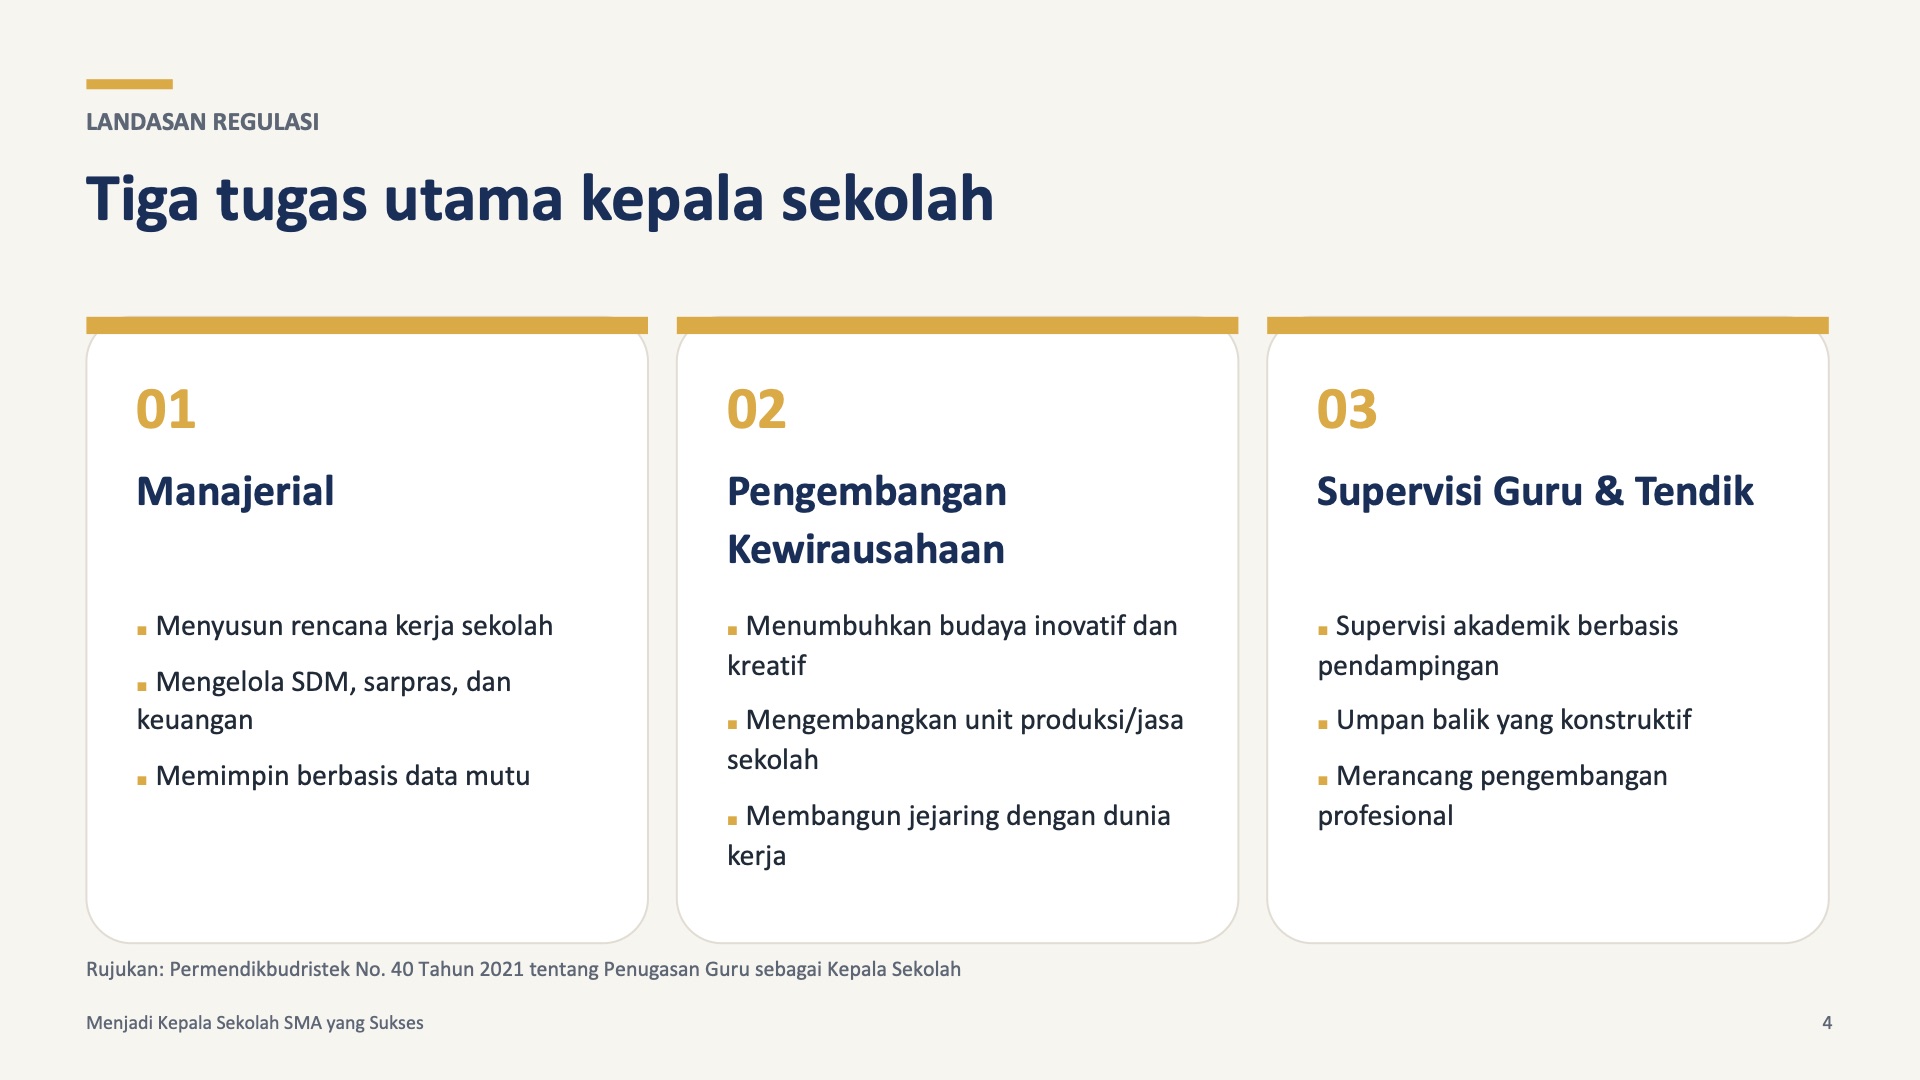 LANDASAN REGULASI
Tiga tugas utama kepala sekolah
01
Manajerial
▪ Menyusun rencana kerja sekolah
▪ Mengelola SDM, sarpras, dan
keuangan
▪ Memimpin berbasis data mutu
02
Pengembangan
Kewirausahaan
▪ Menumbuhkan budaya inovatif dan
kreatif
▪ Mengembangkan unit produksi/jasa
sekolah
▪ Membangun jejaring dengan dunia
kerja
03
Supervisi Guru & Tendik
▪ Supervisi akademik berbasis
pendampingan
▪ Umpan balik yang konstruktif
▪ Merancang pengembangan
profesional
Rujukan: Permendikbudristek No. 40 Tahun 2021 tentang Penugasan Guru sebagai Kepala Sekolah
Menjadi Kepala Sekolah SMA yang Sukses
4